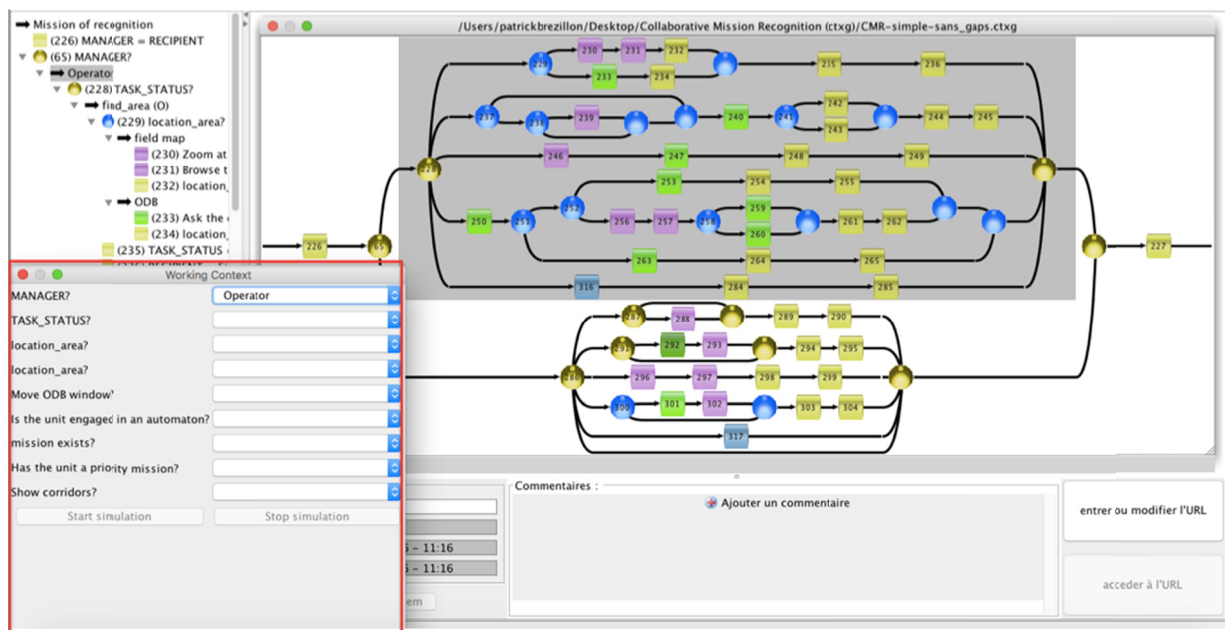 Mission of recognition
(226) MANAGER = RECIPIENT
(65) MANAGER?
Operator
(228) TASK_STATUS?
find_area (O)
(229) location_area?
field map
(230) Zoom at
(231) Browse t
(232) location_
ODB
(233) Ask the
(234) location_
(235) TASK_STATUS
/Users/patrickbrezillon/Desktop/Collaborative Mission Recognition (ctxg)/CMR-simple-sans_gaps.ctxg
229 230 231 232 235 236
233 234
237 238 239 240 241 242 243 244 245
228 246 247 248 249
253 254 255
250 251 252 256 257 258 259 260 261 262
263 264 265
316 284 285
226 65 227
287 288 289 290
291 292 293 294 295
286 296 297 298 299
300 301 302 303 304
317
Working Context
MANAGER? Operator
TASK_STATUS?
location_area?
location_area?
Move ODB window?
Is the unit engaged in an automaton?
mission exists?
Has the unit a priority mission?
Show corridors?
Start simulation Stop simulation
– 11:16
– 11:16
em
Commentaires :
Ajouter un commentaire
entrer ou modifier l'URL
acceder à l'URL